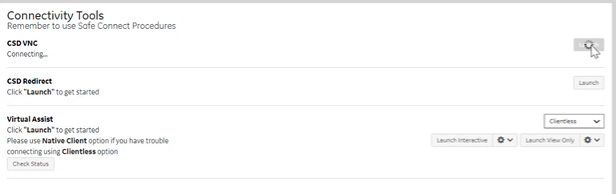 Connectivity Tools
Remember to use Safe Connect Procedures
CSD VNC
Connecting...
CSD Redirect
Click "Launch" to get started
Launch
Virtual Assist
Click "Launch" to get started
Please use Native Client option if you have trouble
connecting using Clientless option
Check Status
Clientless
Launch Interactive
Launch View Only